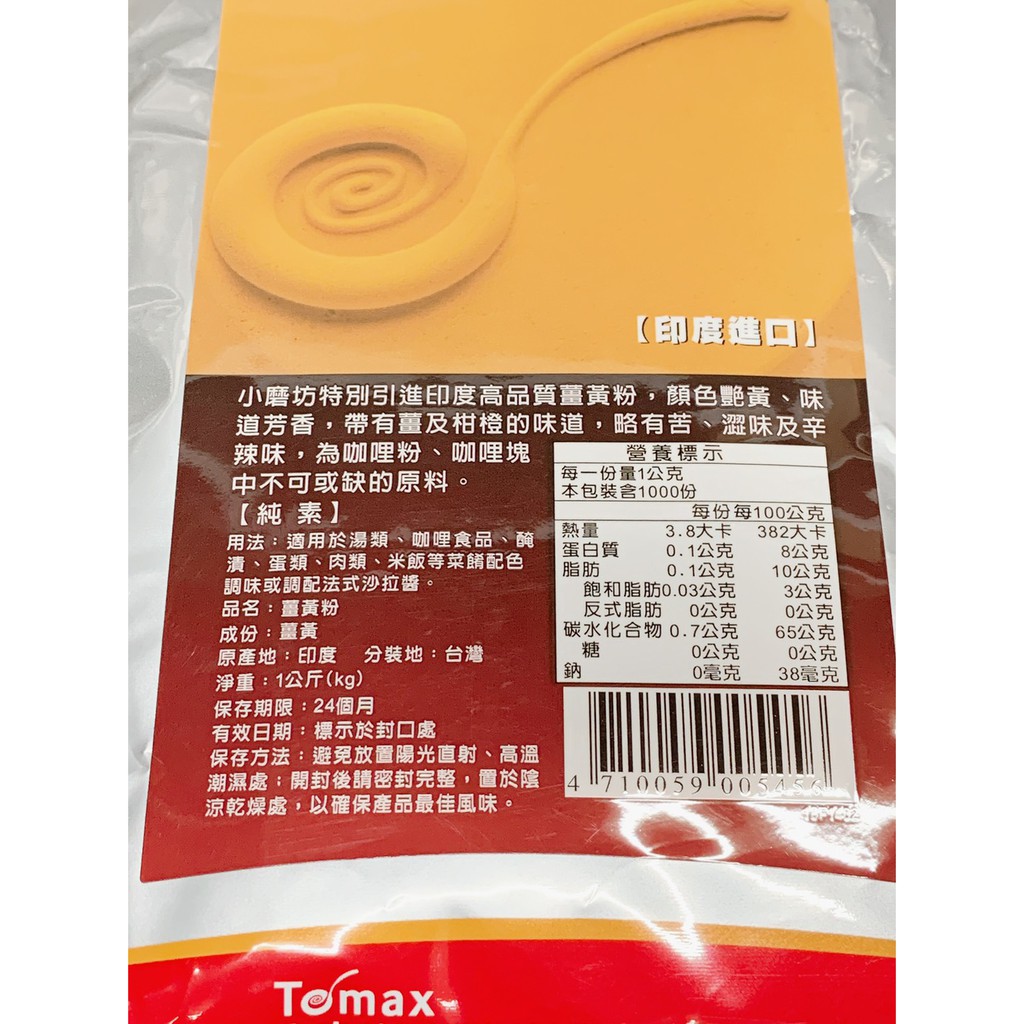 【印度進口】
小磨坊特別引進印度高品質薑黃粉，顏色艷黃、味
道芳香，帶有薑及柑橙的味道，略有苦、澀味及辛
辣味，為咖哩粉、咖哩塊
中不可或缺的原料。
【純 素】
用法：適用於湯類、咖哩食品、醃
漬、蛋類、肉類、米飯等菜餚配色
調味或調配法式沙拉醬。
品名：薑黃粉
成份：薑黃
原產地：印度 分裝地：台灣
淨重：1公斤(kg)
保存期限：24個月
有效日期：標示於封口處
保存方法：避免放置陽光直射、高溫
潮濕處；開封後請密封完整，置於陰
涼乾燥處，以確保產品最佳風味。
營養標示
每一份量1公克
本包裝含1000份
每份 每100公克
熱量 3.8大卡 382大卡
蛋白質 0.1公克 8公克
脂肪 0.1公克 10公克
飽和脂肪 0.03公克 3公克
反式脂肪 0公克 0公克
碳水化合物 0.7公克 65公克
糖 0公克 0公克
鈉 0毫克 38毫克
4 710059 005456
Tomax